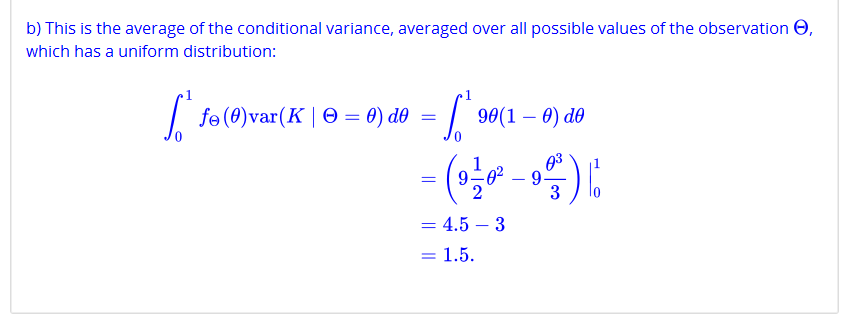 b) This is the average of the conditional variance, averaged over all possible values of the observation Θ,
which has a uniform distribution:
∫₀¹ f_Θ(θ)var(K | Θ = θ) dθ = ∫₀¹ 9θ(1 − θ) dθ
= (9 1/2 θ² − 9 θ³/3) |₀¹
= 4.5 − 3
= 1.5.